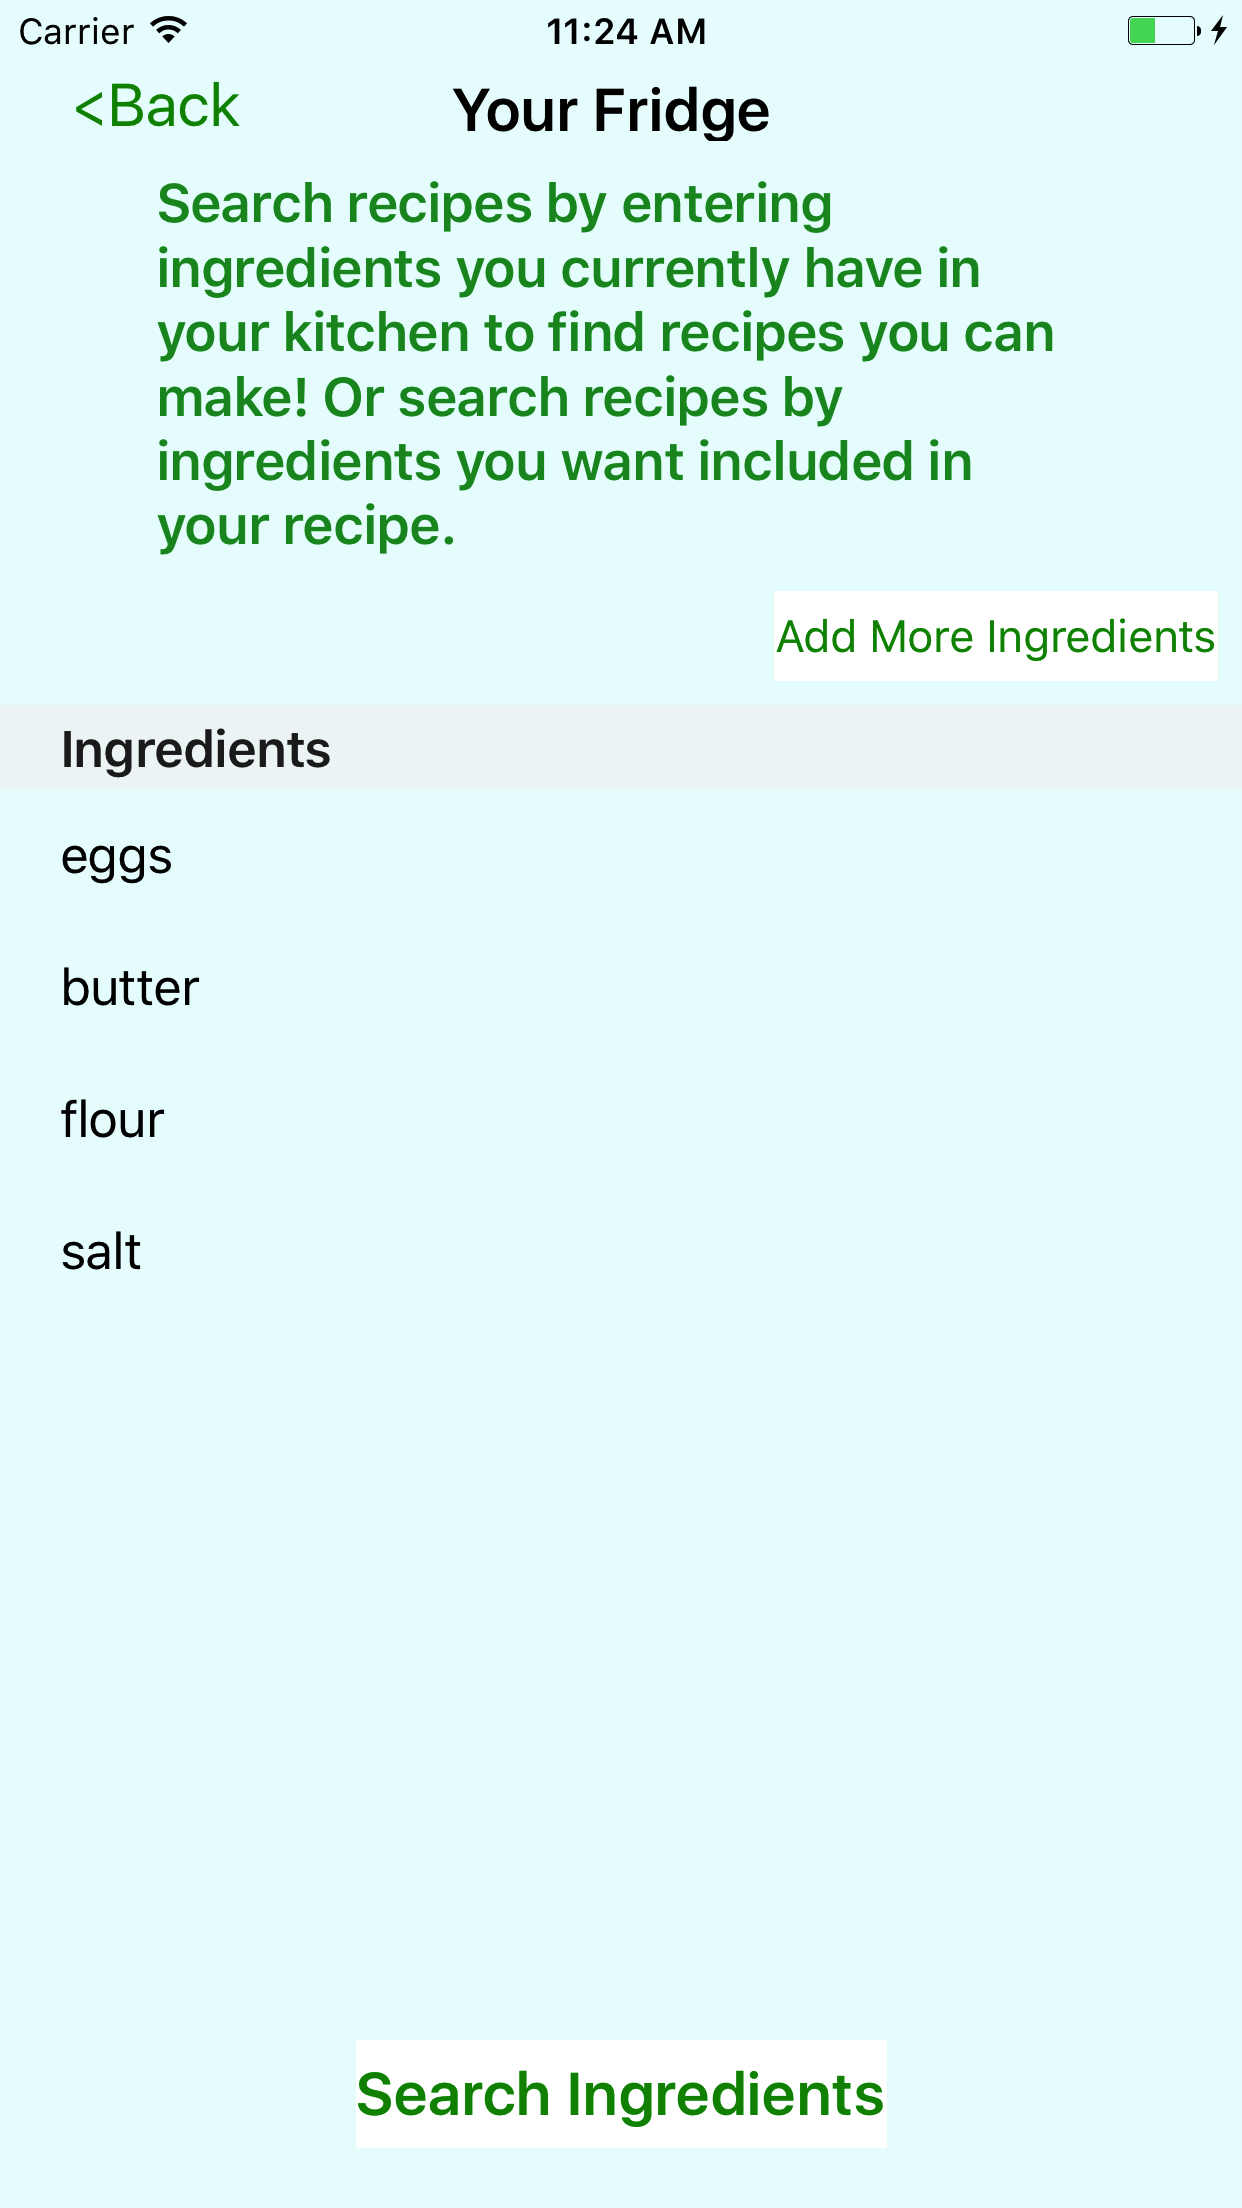 Carrier
11:24 AM
<Back
Your Fridge
Search recipes by entering
ingredients you currently have in
your kitchen to find recipes you can
make! Or search recipes by
ingredients you want included in
your recipe.
Add More Ingredients
Ingredients
eggs
butter
flour
salt
Search Ingredients